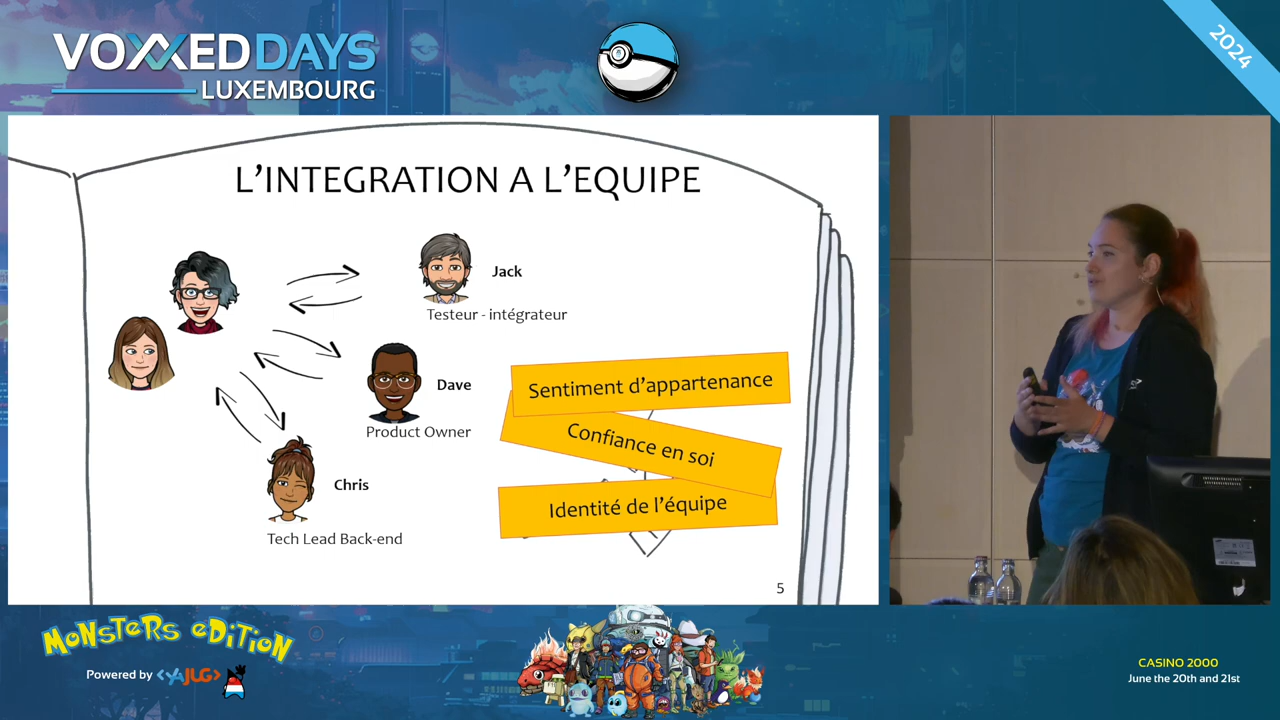 VOXXEDDAYS
LUXEMBOURG
2024
L'INTEGRATION A L'EQUIPE
Jack
Testeur - intégrateur
Dave
Product Owner
Chris
Tech Lead Back-end
Sentiment d'appartenance
Confiance en soi
Identité de l'équipe
5
MONSTERS EDITION
Powered by <YAJUG>
CASINO 2000
June the 20th and 21st